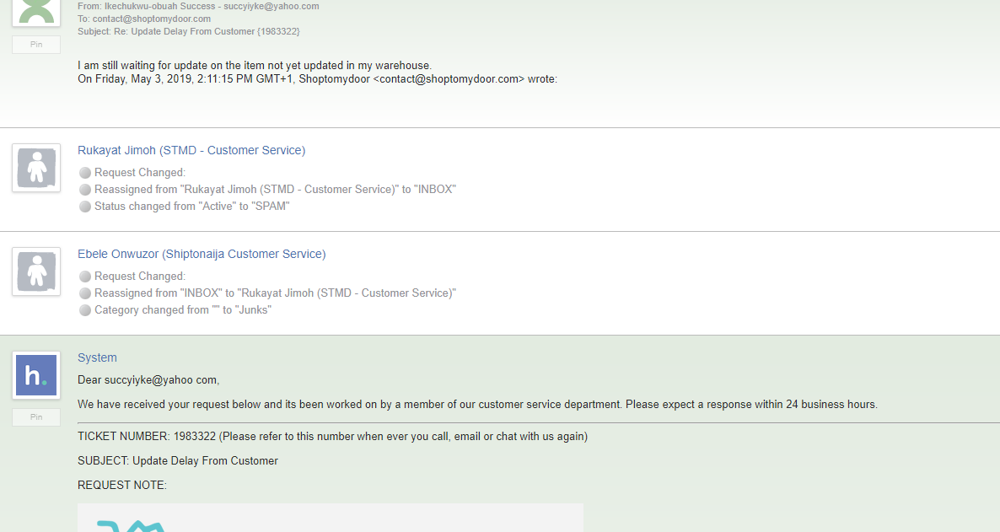 From: Ikechukwu-obuah Success - succyiyke@yahoo.com
To: contact@shoptomydoor.com
Subject: Re: Update Delay From Customer {1983322}
Pin
I am still waiting for update on the item not yet updated in my warehouse.
On Friday, May 3, 2019, 2:11:15 PM GMT+1, Shoptomydoor <contact@shoptomydoor.com> wrote:
Rukayat Jimoh (STMD - Customer Service)
Request Changed:
Reassigned from "Rukayat Jimoh (STMD - Customer Service)" to "INBOX"
Status changed from "Active" to "SPAM"
Ebele Onwuzor (Shiptonaija Customer Service)
Request Changed:
Reassigned from "INBOX" to "Rukayat Jimoh (STMD - Customer Service)"
Category changed from "" to "Junks"
h.
System
Dear succyiyke@yahoo com,
Pin
We have received your request below and its been worked on by a member of our customer service department. Please expect a response within 24 business hours.
TICKET NUMBER: 1983322 (Please refer to this number when ever you call, email or chat with us again)
SUBJECT: Update Delay From Customer
REQUEST NOTE: